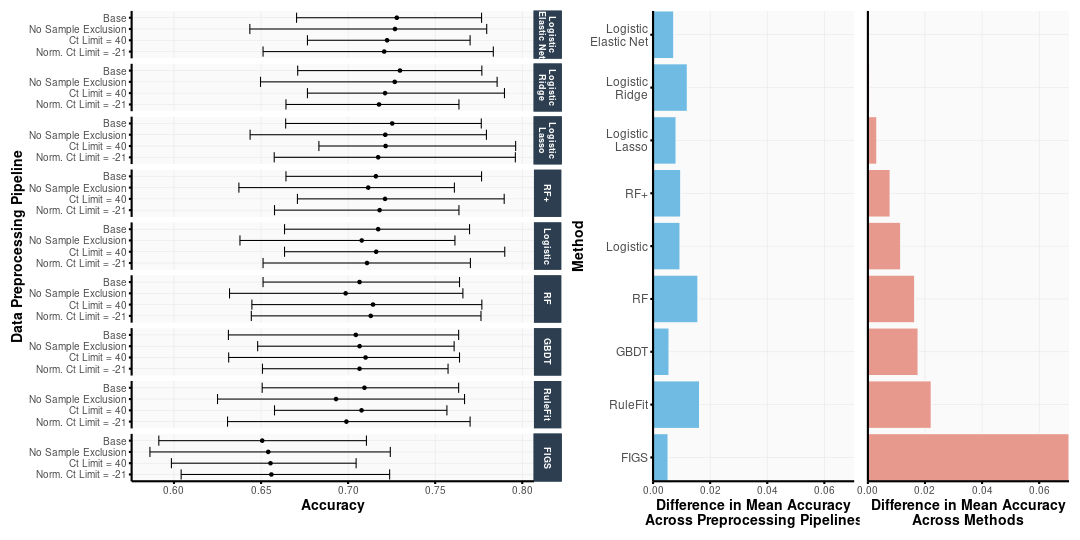 Data Preprocessing Pipeline
Base
No Sample Exclusion
Ct Limit = 40
Norm. Ct Limit = -21
Logistic
Elastic Net
Base
No Sample Exclusion
Ct Limit = 40
Norm. Ct Limit = -21
Logistic
Ridge
Base
No Sample Exclusion
Ct Limit = 40
Norm. Ct Limit = -21
Logistic
Lasso
Base
No Sample Exclusion
Ct Limit = 40
Norm. Ct Limit = -21
RF+
Base
No Sample Exclusion
Ct Limit = 40
Norm. Ct Limit = -21
Logistic
Base
No Sample Exclusion
Ct Limit = 40
Norm. Ct Limit = -21
RF
Base
No Sample Exclusion
Ct Limit = 40
Norm. Ct Limit = -21
GBDT
Base
No Sample Exclusion
Ct Limit = 40
Norm. Ct Limit = -21
RuleFit
Base
No Sample Exclusion
Ct Limit = 40
Norm. Ct Limit = -21
FIGS
0.60 0.65 0.70 0.75 0.80
Accuracy
Method
Logistic
Elastic Net
Logistic
Ridge
Logistic
Lasso
RF+
Logistic
RF
GBDT
RuleFit
FIGS
0.00 0.02 0.04 0.06
Difference in Mean Accuracy
Across Preprocessing Pipelines
0.00 0.02 0.04 0.06
Difference in Mean Accuracy
Across Methods